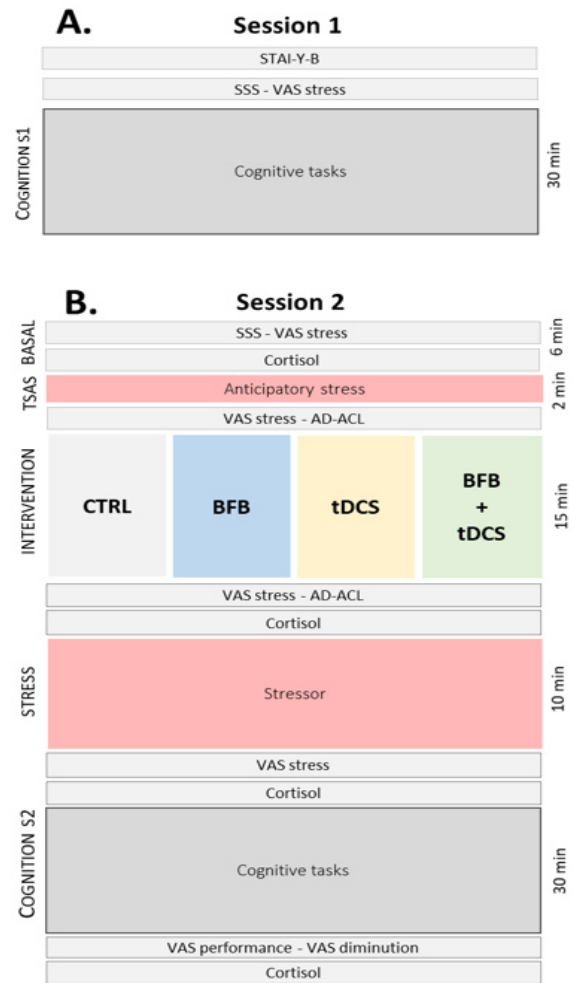 A.
Session 1
STAI-Y-B
SSS - VAS stress
COGNITION S1
Cognitive tasks
30 min
B.
Session 2
BASAL
SSS - VAS stress
Cortisol
6 min
TSAS
Anticipatory stress
2 min
VAS stress - AD-ACL
INTERVENTION
CTRL
BFB
tDCS
BFB
+
tDCS
15 min
VAS stress - AD-ACL
Cortisol
STRESS
Stressor
10 min
VAS stress
Cortisol
COGNITION S2
Cognitive tasks
30 min
VAS performance - VAS diminution
Cortisol